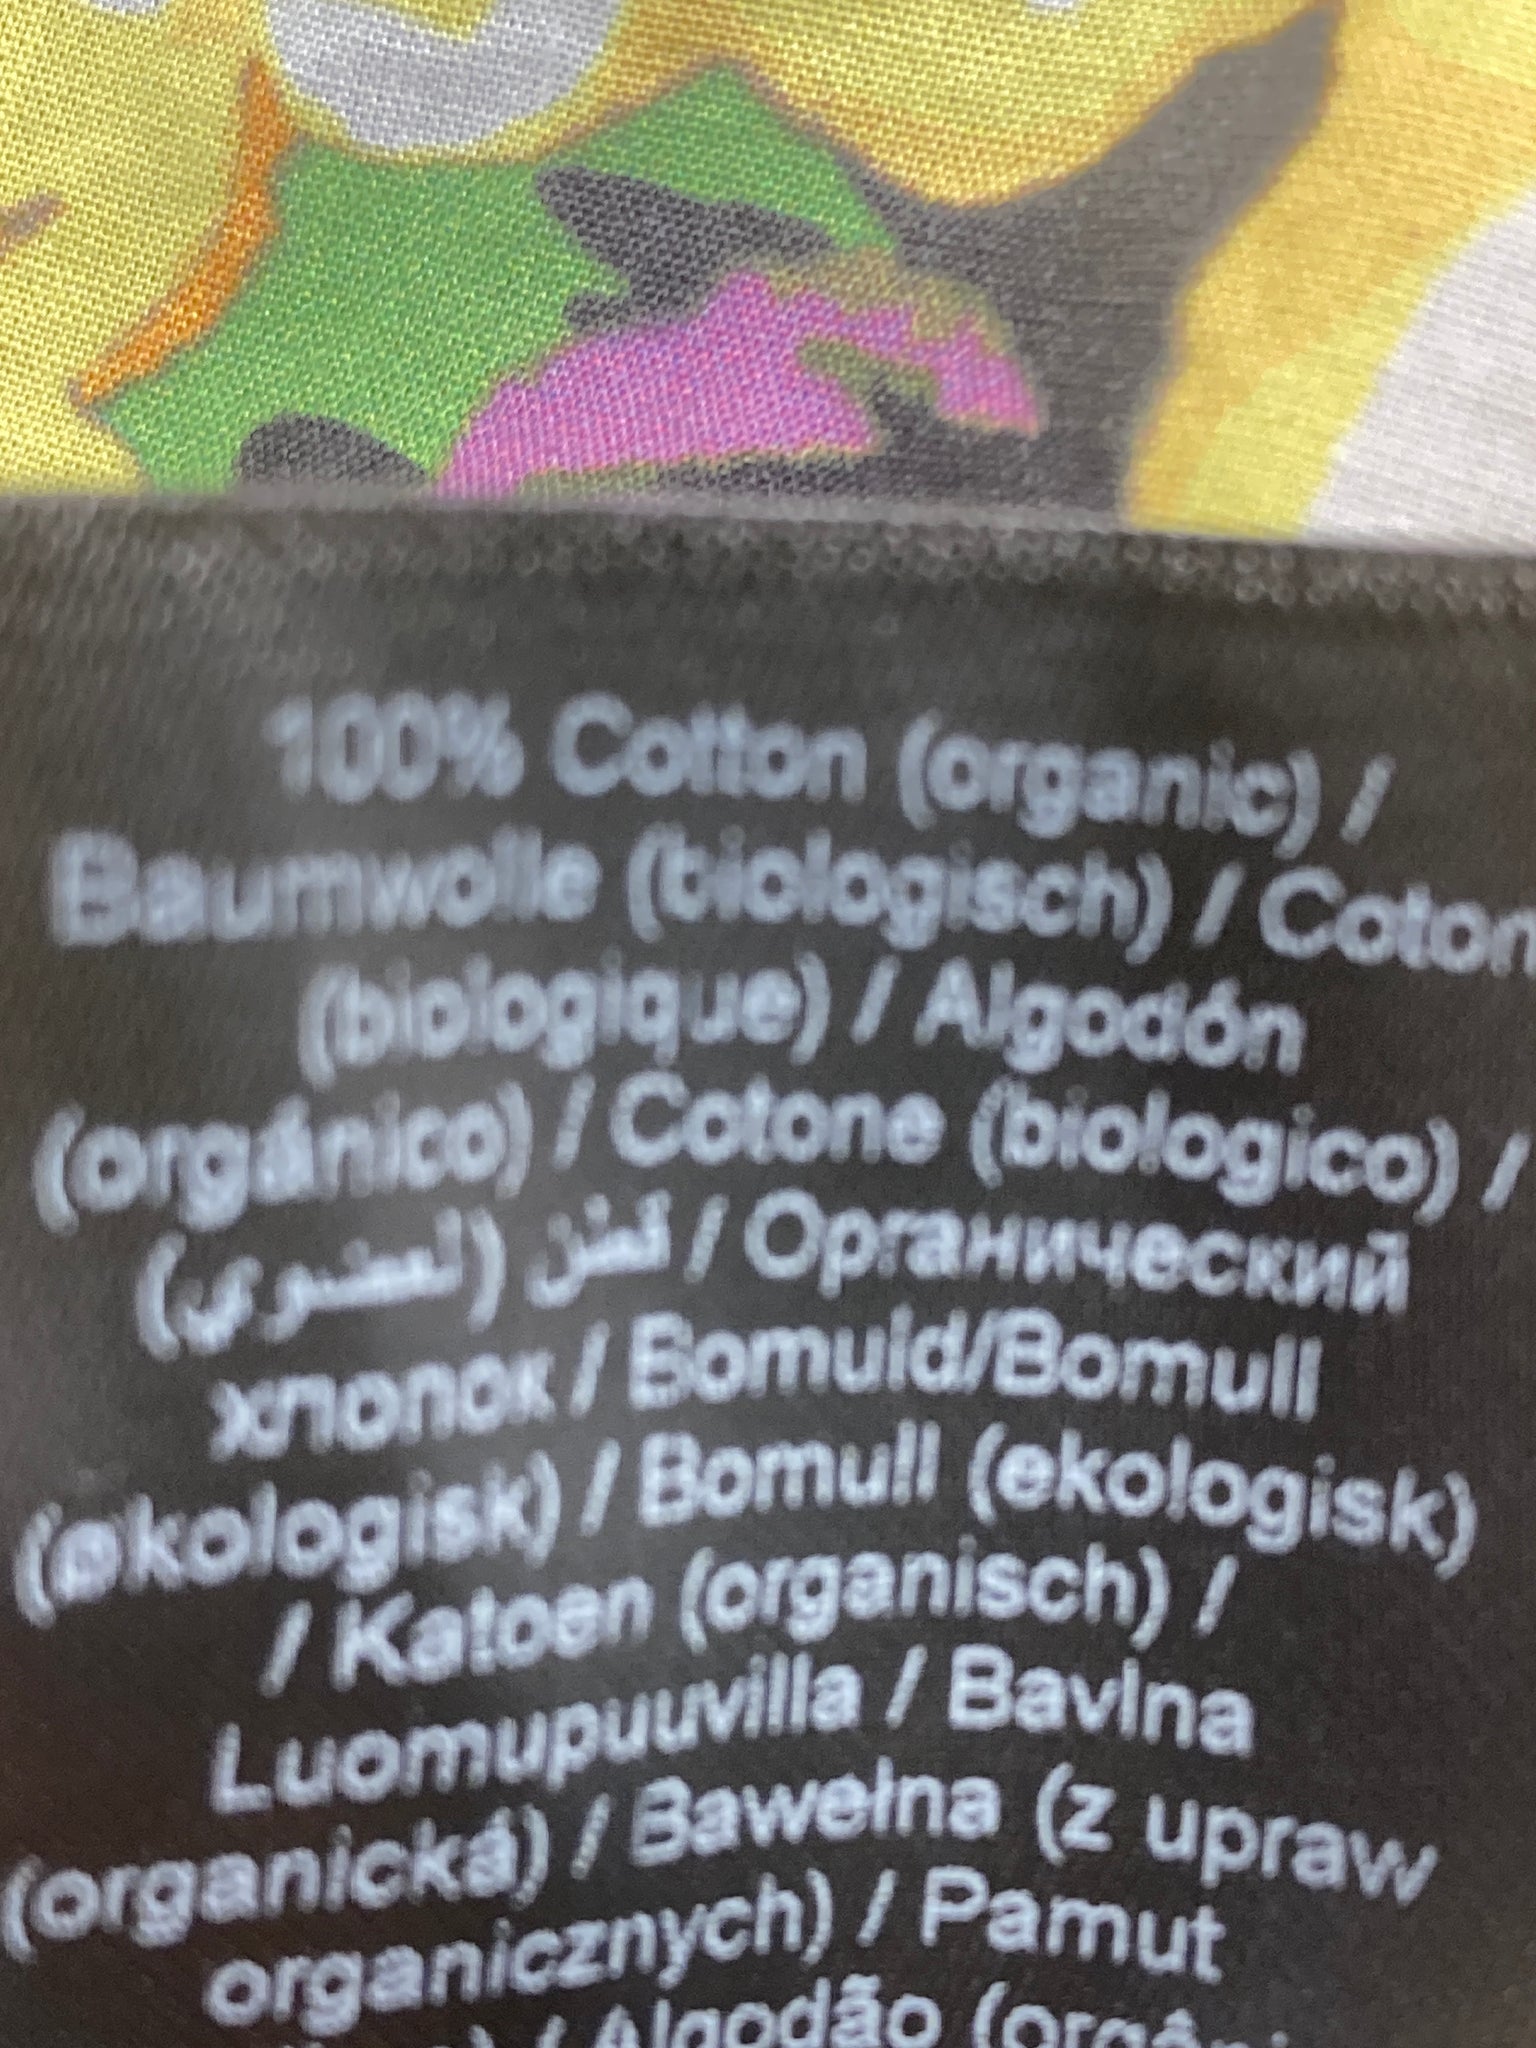 100% Cotton (organic) /
Baumwolle (biologisch) / Coton
(biologique) / Algodón
(orgánico) / Cotone (biologico) /
قطن (العضوي) / Органический
хлопок / Bomuld/Bomull
(økologisk) / Bomull (ekologisk)
/ Katoen (organisch) /
Luomupuuvilla / Bavlna
(organická) / Bawełna (z upraw
organicznych) / Pamut
/ Algodão